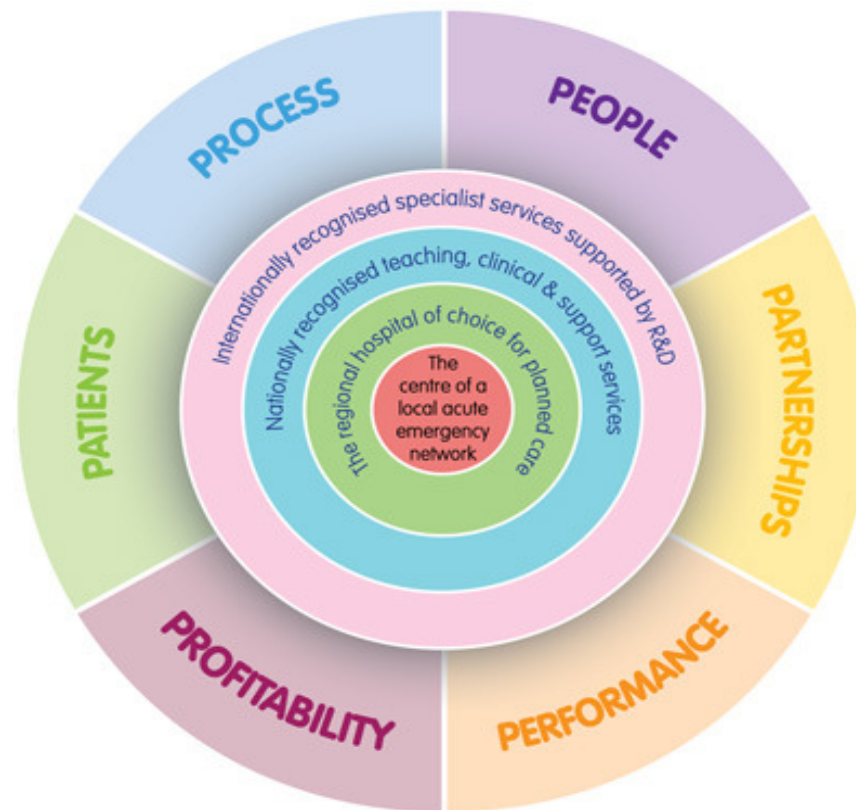 PROCESS
PEOPLE
PARTNERSHIPS
PERFORMANCE
PROFITABILITY
PATIENTS
Internationally recognised specialist services supported by R&D
Nationally recognised teaching, clinical & support services
The regional hospital of choice for planned care
The
centre of a
local acute
emergency
network